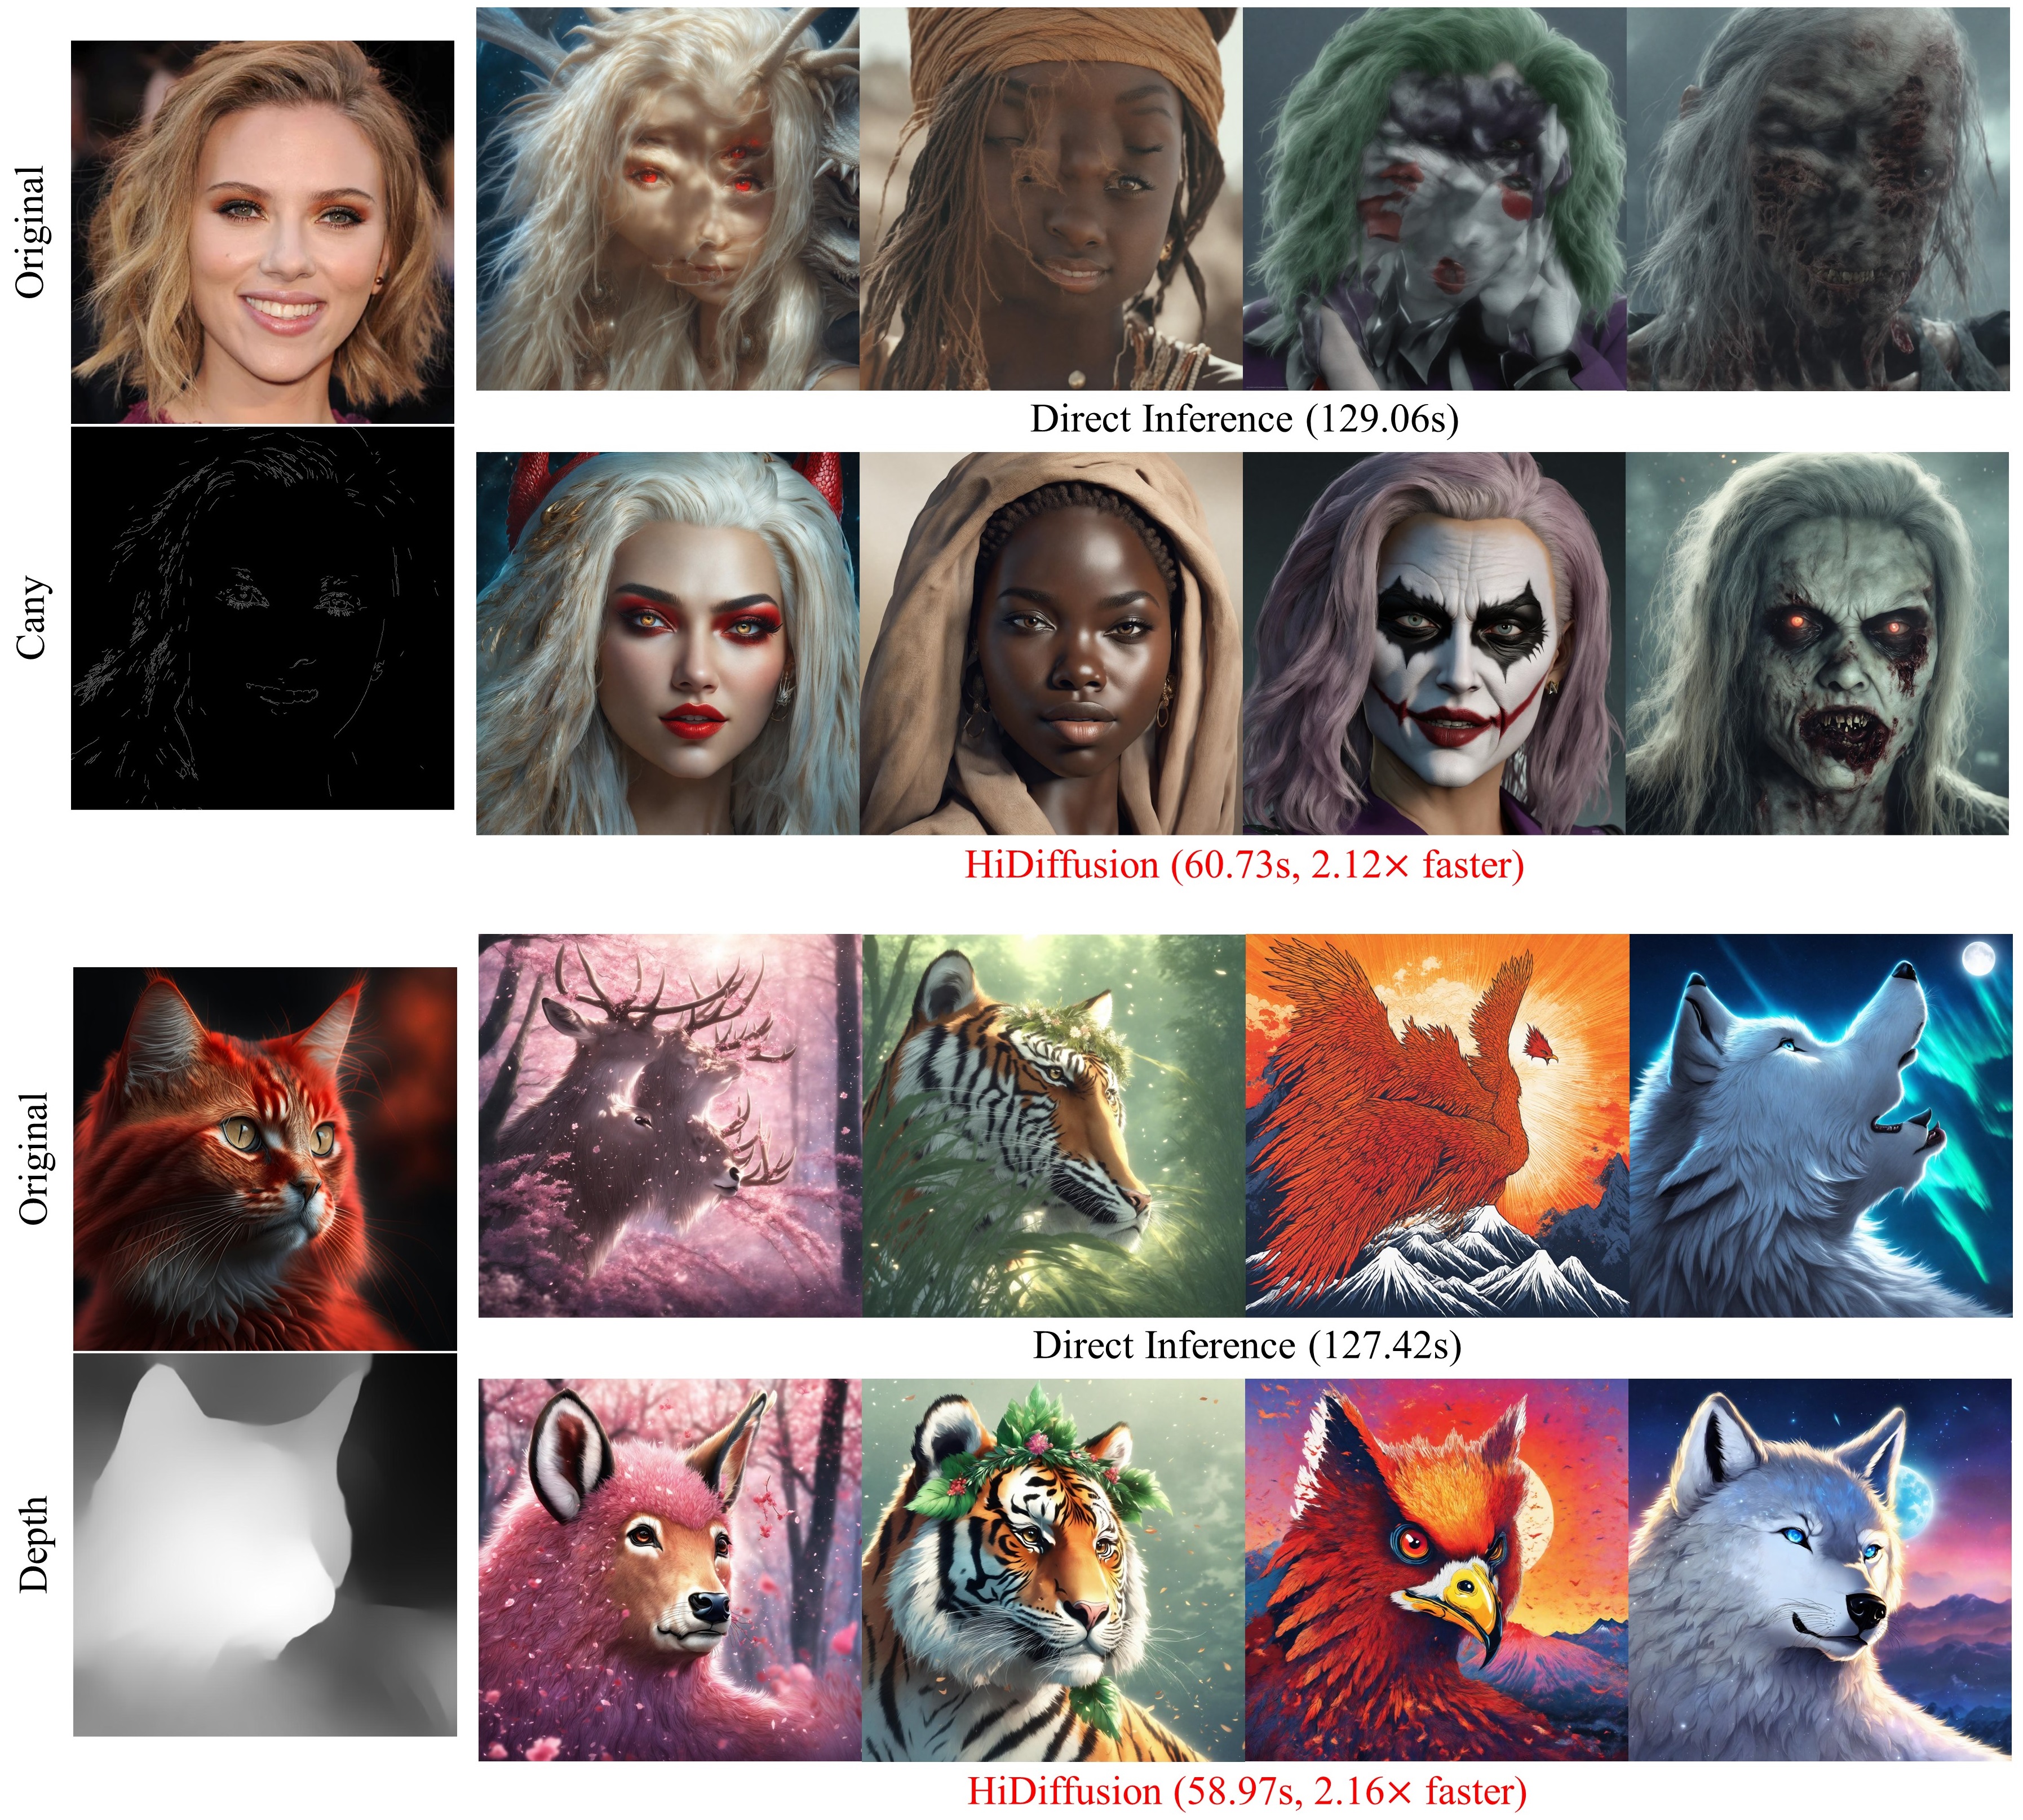 Original
Direct Inference (129.06s)
Cany
HiDiffusion (60.73s, 2.12× faster)
Original
Direct Inference (127.42s)
Depth
HiDiffusion (58.97s, 2.16× faster)